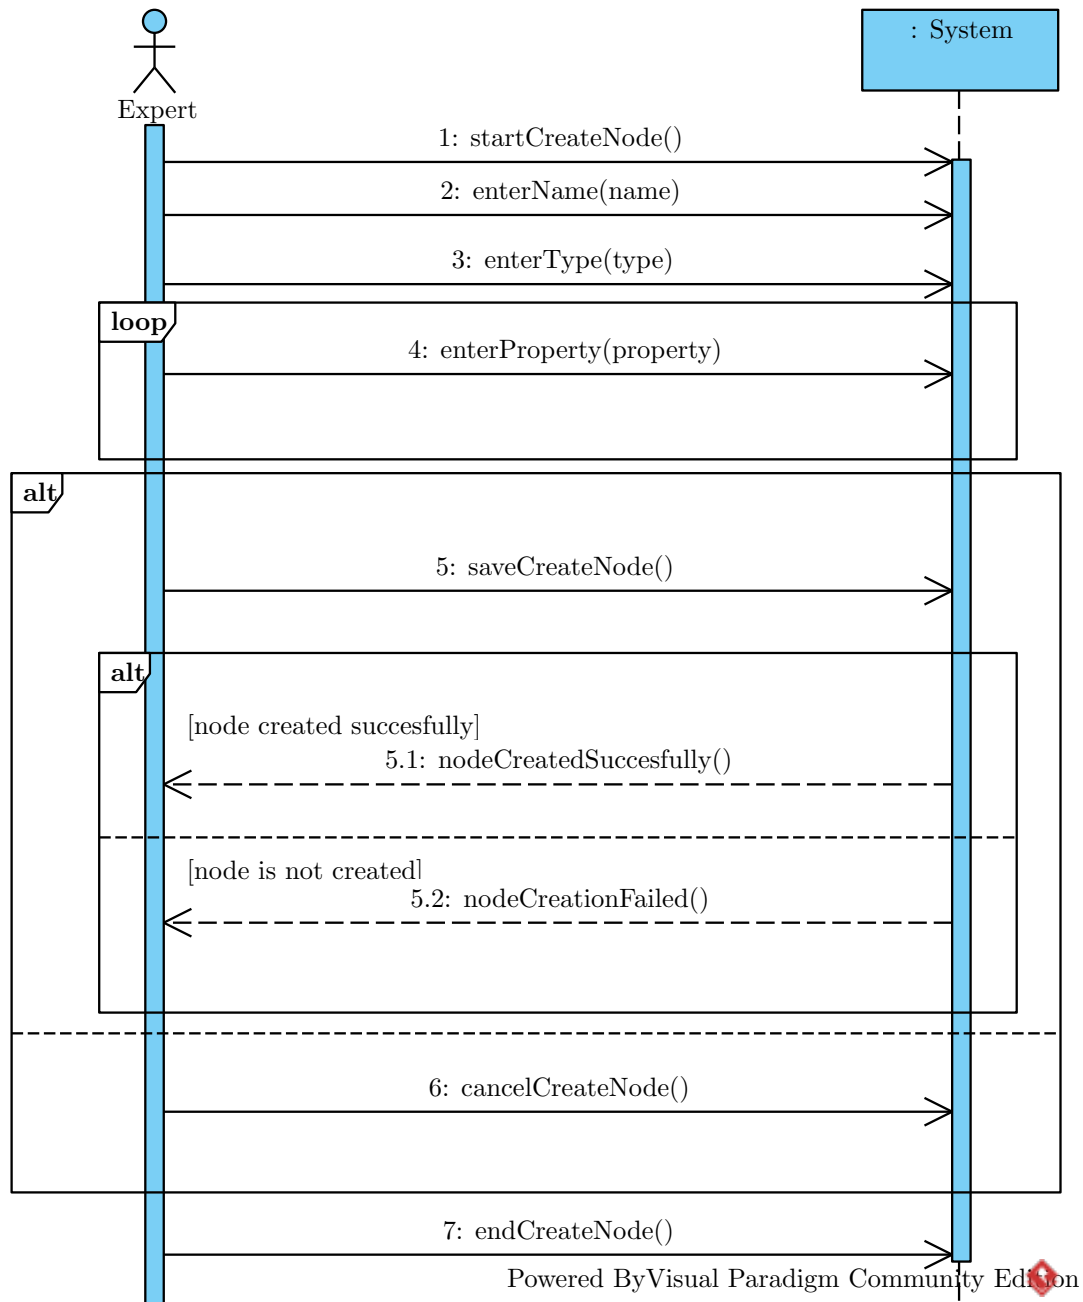 : System
Expert
1: startCreateNode()
2: enterName(name)
3: enterType(type)
loop
4: enterProperty(property)
alt
5: saveCreateNode()
alt
[node created succesfully]
5.1: nodeCreatedSuccesfully()
[node is not created]
5.2: nodeCreationFailed()
6: cancelCreateNode()
7: endCreateNode()
Powered ByVisual Paradigm Community Edition